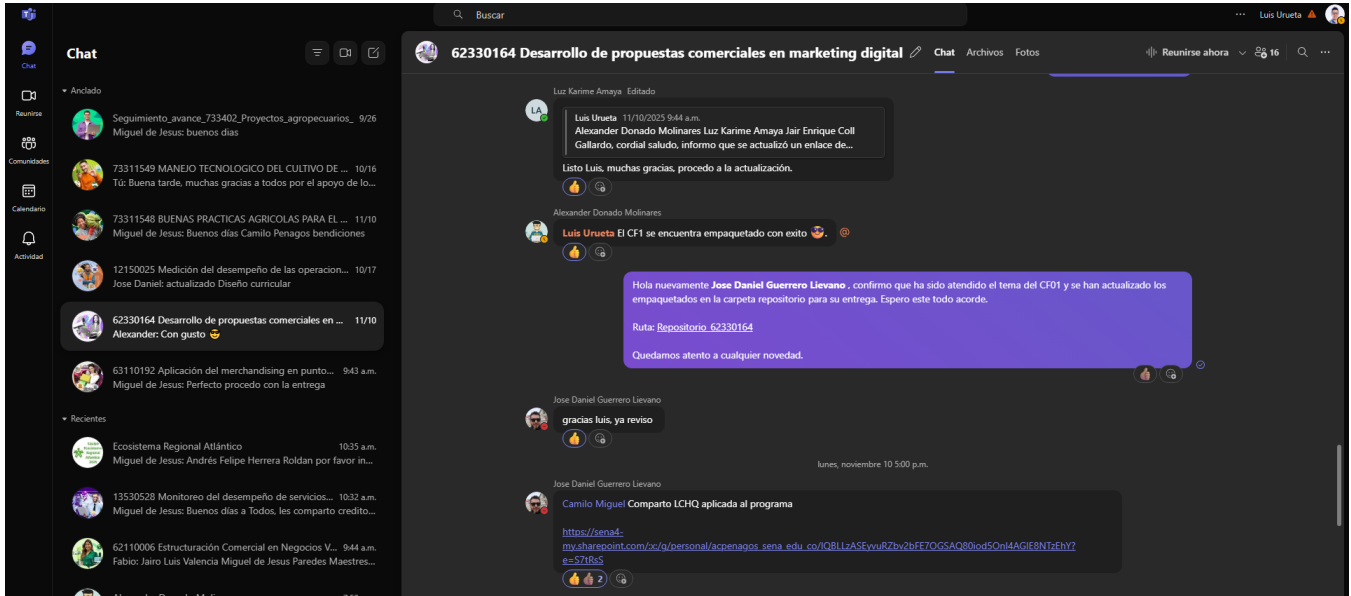 Buscar
Luis Urueta
Chat
Reunirse
Comunidades
Calendario
Actividad
Chat
Anclado
Seguimiento_avance_733402_Proyectos_agropecuarios_ 9/26
Miguel de Jesus: buenos dias
73311549 MANEJO TECNOLOGICO DEL CULTIVO DE ... 10/16
Tú: Buena tarde, muchas gracias a todos por el apoyo de lo...
73311548 BUENAS PRACTICAS AGRICOLAS PARA EL ... 11/10
Miguel de Jesus: Buenos días Camilo Penagos bendiciones
12150025 Medición del desempeño de las operacion... 10/17
Jose Daniel: actualizado Diseño curricular
62330164 Desarrollo de propuestas comerciales en ... 11/10
Alexander: Con gusto 😎
63110192 Aplicación del merchandising en punto... 9:43 a.m.
Miguel de Jesus: Perfecto procedo con la entrega
Recientes
Ecosistema Regional Atlántico 10:35 a.m.
Miguel de Jesus: Andrés Felipe Herrera Roldan por favor in...
13530528 Monitoreo del desempeño de servicios... 10:32 a.m.
Miguel de Jesus: Buenos días a Todos, les comparto credito...
62110006 Estructuración Comercial en Negocios V... 9:44 a.m.
Fabio: Jairo Luis Valencia Miguel de Jesus Paredes Maestres...
62330164 Desarrollo de propuestas comerciales en marketing digital
Chat Archivos Fotos
Reunirse ahora
16
Luz Karime Amaya Editado
LA
Luis Urueta 11/10/2025 9:44 a.m.
Alexander Donado Molinares Luz Karime Amaya Jair Enrique Coll
Gallardo, cordial saludo, informo que se actualizó un enlace de...
Listo Luis, muchas gracias, procedo a la actualización.
Alexander Donado Molinares
Luis Urueta El CF1 se encuentra empaquetado con exito 😎. @
Hola nuevamente Jose Daniel Guerrero Lievano , confirmo que ha sido atendido el tema del CF01 y se han actualizado los
empaquetados en la carpeta repositorio para su entrega. Espero este todo acorde.
Ruta: Repositorio_62330164
Quedamos atento a cualquier novedad.
Jose Daniel Guerrero Lievano
gracias luis, ya reviso
lunes, noviembre 10 5:00 p.m.
Jose Daniel Guerrero Lievano
Camilo Miguel Comparto LCHQ aplicada al programa
https://sena4-
my.sharepoint.com/:x:/g/personal/acpenagos_sena_edu_co/IQBLLzASEyvuRZbv2bFE7OGSAQ80iod5OnI4AGIE8NTzEhY?
e=S7tRsS
2